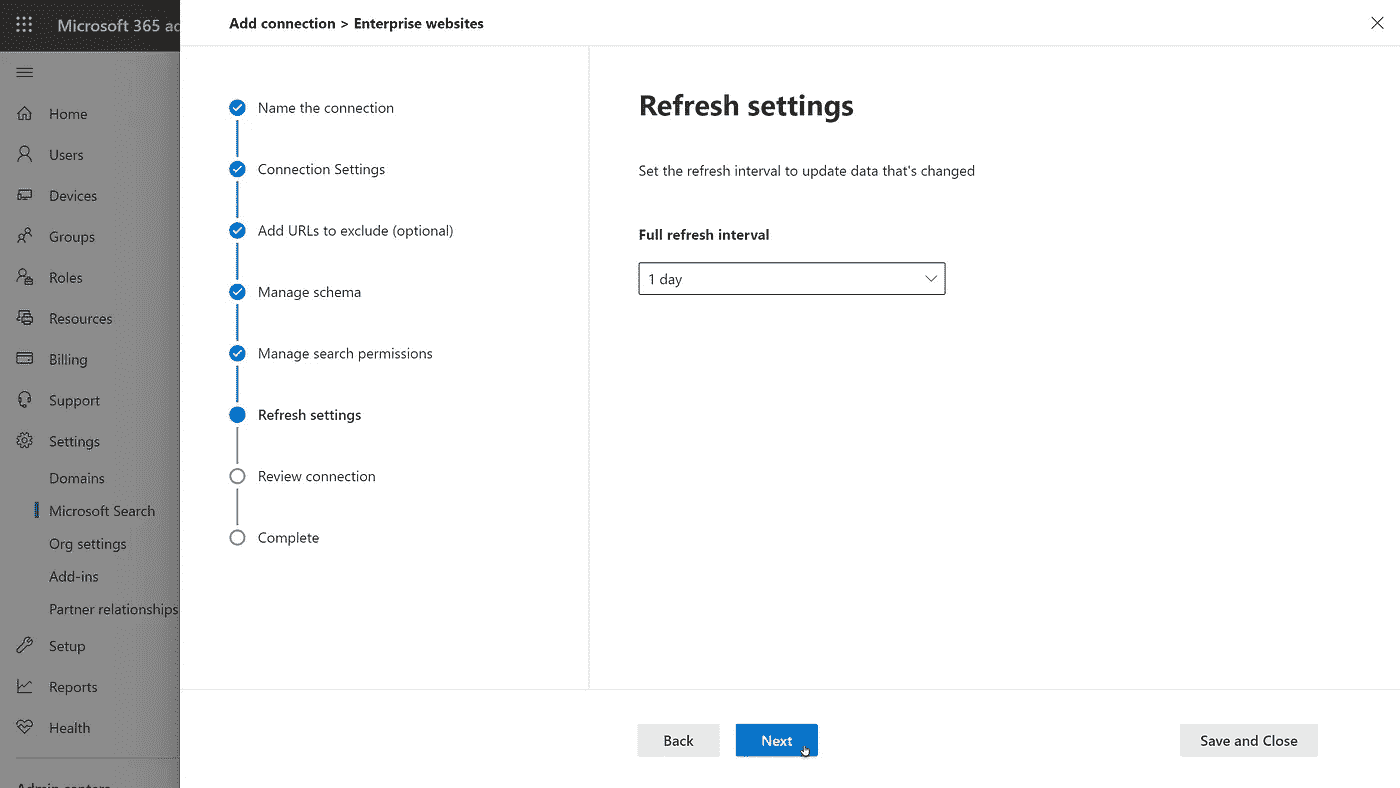 Microsoft 365 ad
Add connection > Enterprise websites
Home
Users
Devices
Groups
Roles
Resources
Billing
Support
Settings
Domains
Microsoft Search
Org settings
Add-ins
Partner relationships
Setup
Reports
Health
Admin centers
Name the connection
Connection Settings
Add URLs to exclude (optional)
Manage schema
Manage search permissions
Refresh settings
Review connection
Complete
Refresh settings
Set the refresh interval to update data that's changed
Full refresh interval
1 day
Back
Next
Save and Close